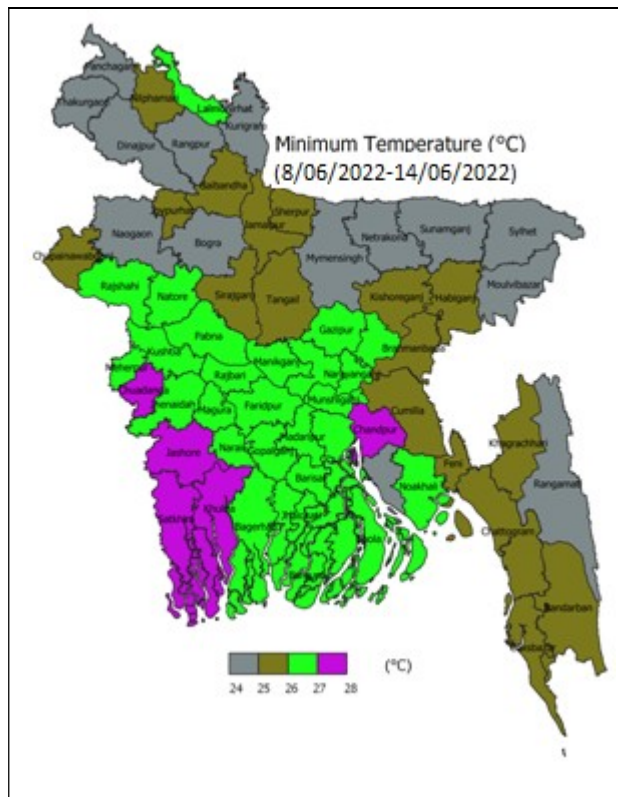 Panchagarh
Nilphamari
Thakurgaon
Lalmonirhat
Kurigram
Dinajpur
Rangpur
Minimum Temperature (°C)
(8/06/2022-14/06/2022)
Gaibandha
Joypurhat
Sherpur
Jamalpur
Naogaon
Bogra
Mymensingh
Netrakona
Sunamganj
Sylhet
Chapainawabganj
Moulvibazar
Rajshahi
Natore
Sirajganj
Tangail
Kishoreganj
Habiganj
Pabna
Gazipur
Brahmanbaria
Kushtia
Meherpur
Manikganj
Narayanganj
Rajbari
Chuadanga
Jhenaidah
Magura
Faridpur
Munshiganj
Cumilla
Chandpur
Khagrachhari
Madaripur
Jashore
Narail
Gopalganj
Feni
Rangamati
Barisal
Noakhali
Satkhira
Khulna
Bagerhat
Bhola
Chattogram
Bandarban
Coxsbazar
(°C)
24 25 26 27 28